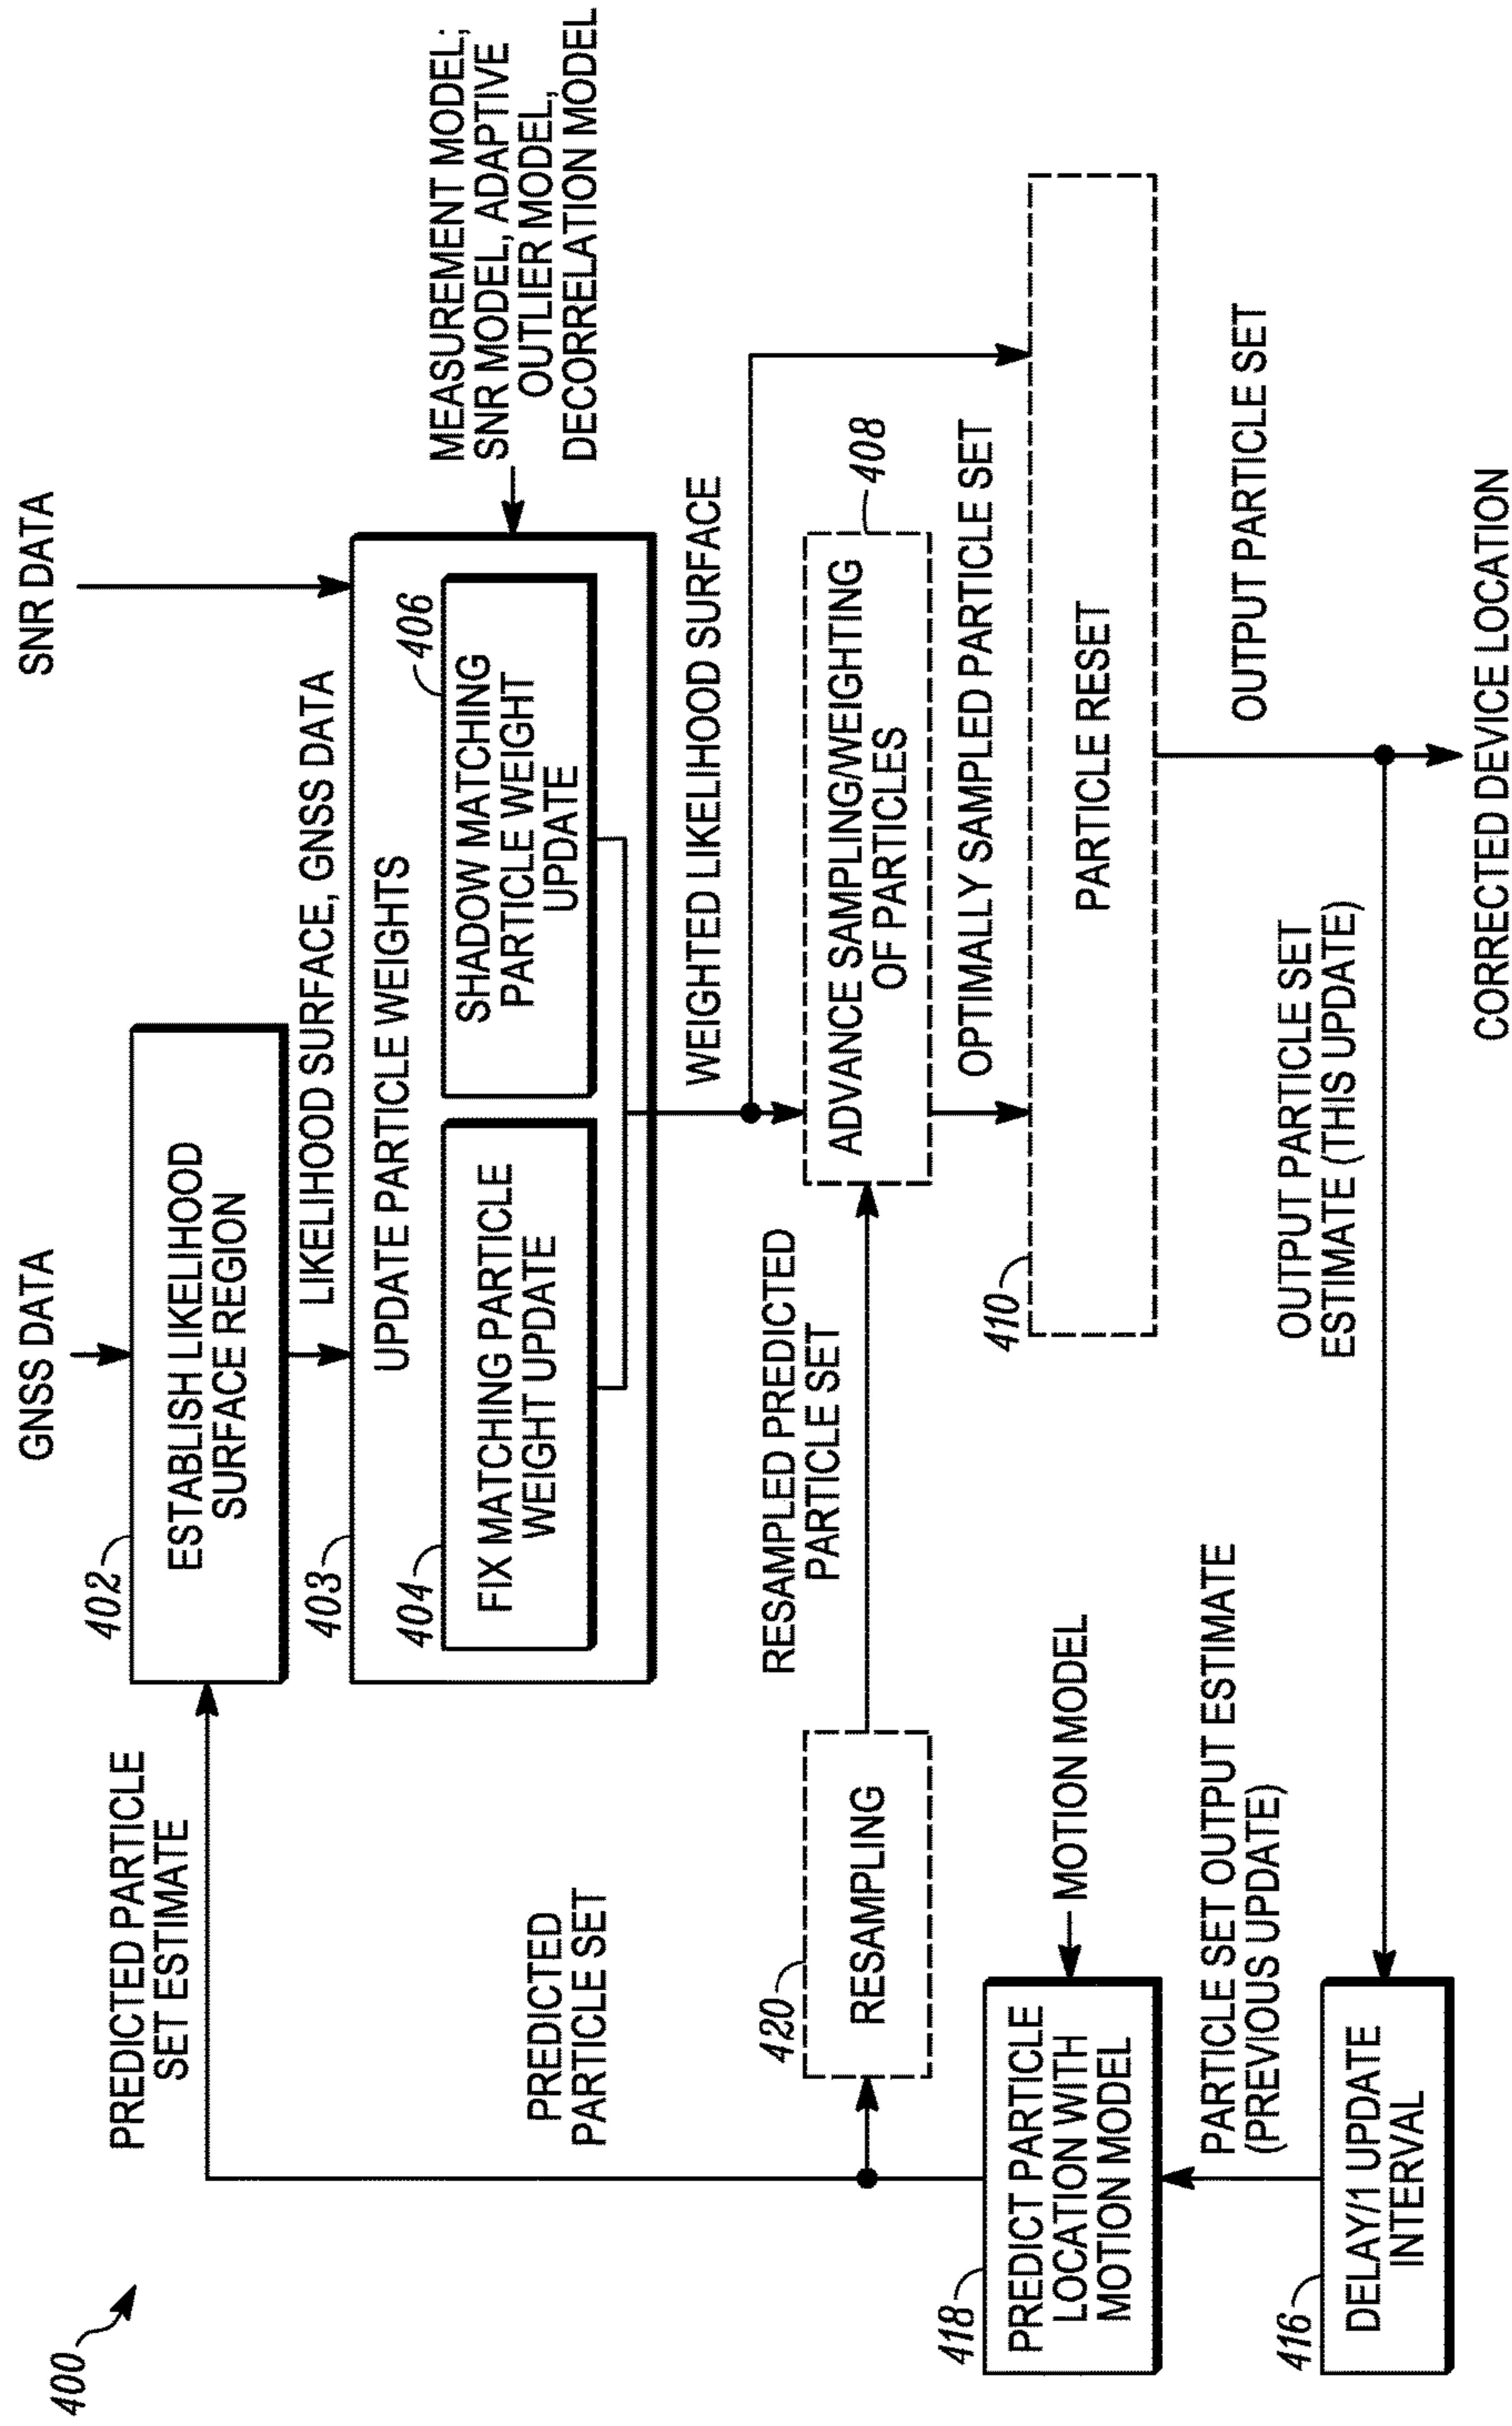 400
GNSS DATA
SNR DATA
PREDICTED PARTICLE
SET ESTIMATE
402
ESTABLISH LIKELIHOOD
SURFACE REGION
LIKELIHOOD SURFACE, GNSS DATA
403
UPDATE PARTICLE WEIGHTS
404
FIX MATCHING PARTICLE
WEIGHT UPDATE
406
SHADOW MATCHING
PARTICLE WEIGHT
UPDATE
MEASUREMENT MODEL;
SNR MODEL, ADAPTIVE
OUTLIER MODEL,
DECORRELATION MODEL
WEIGHTED LIKELIHOOD SURFACE
PREDICTED
PARTICLE SET
420
RESAMPLING
RESAMPLED PREDICTED
PARTICLE SET
ADVANCE SAMPLING/WEIGHTING
OF PARTICLES
408
OPTIMALLY SAMPLED PARTICLE SET
418
PREDICT PARTICLE
LOCATION WITH
MOTION MODEL
MOTION MODEL
410
PARTICLE RESET
PARTICLE SET OUTPUT ESTIMATE
(PREVIOUS UPDATE)
OUTPUT PARTICLE SET
ESTIMATE (THIS UPDATE)
OUTPUT PARTICLE SET
416
DELAY/1 UPDATE
INTERVAL
CORRECTED DEVICE LOCATION